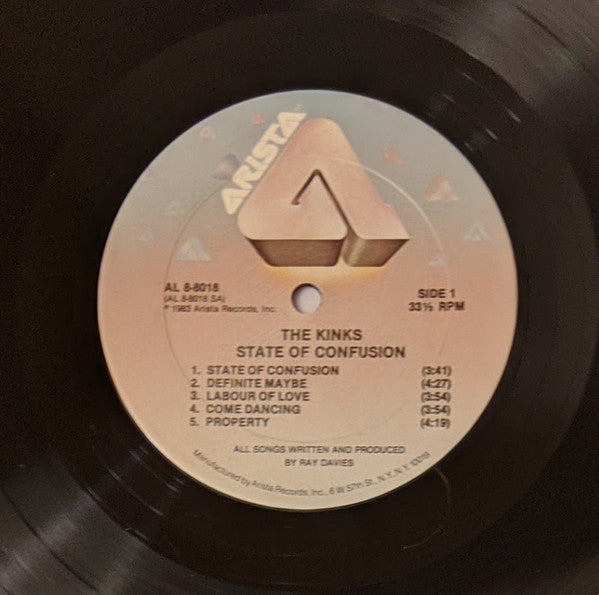 ARISTA
AL 8-8018
(AL 8-8018 SA)
℗ 1983 Arista Records, Inc.
SIDE 1
33⅓ RPM
THE KINKS
STATE OF CONFUSION
1. STATE OF CONFUSION (3:41)
2. DEFINITE MAYBE (4:27)
3. LABOUR OF LOVE (3:54)
4. COME DANCING (3:54)
5. PROPERTY (4:19)
ALL SONGS WRITTEN AND PRODUCED
BY RAY DAVIES
Manufactured by Arista Records, Inc., 6 W. 57th St., N.Y., N.Y. 10019